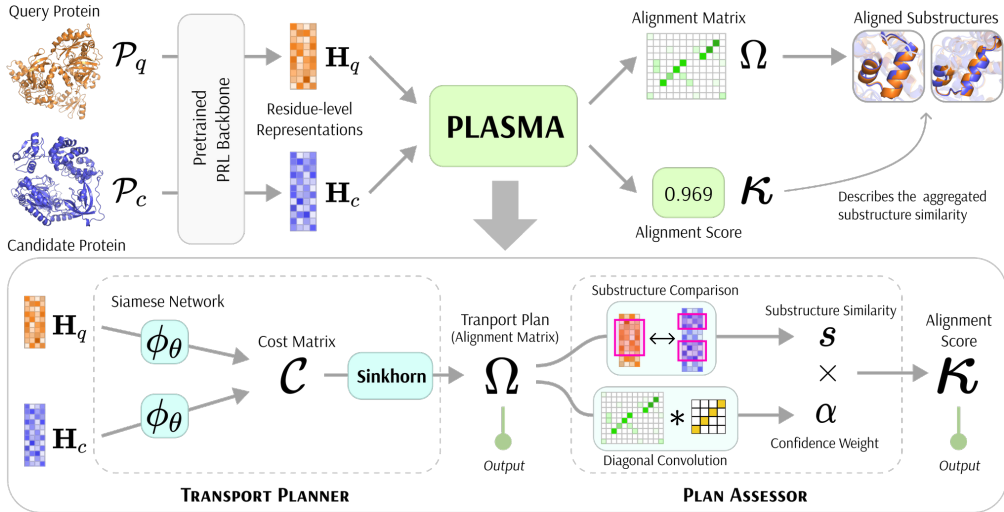 Query Protein
𝒫q
Pretrained
PRL Backbone
Hq
Residue-level
Representations
Hc
PLASMA
Alignment Matrix
Ω
Aligned Substructures
0.969
κ
Alignment Score
Describes the aggregated
substructure similarity
𝒫c
Candidate Protein
Hq
Hc
Siamese Network
ϕθ
ϕθ
Cost Matrix
𝒞
Sinkhorn
Tranport Plan
(Alignment Matrix)
Ω
Output
TRANSPORT PLANNER
Substructure Comparison
*
Diagonal Convolution
Substructure Similarity
s
×
α
Confidence Weight
PLAN ASSESSOR
Alignment
Score
κ
Output